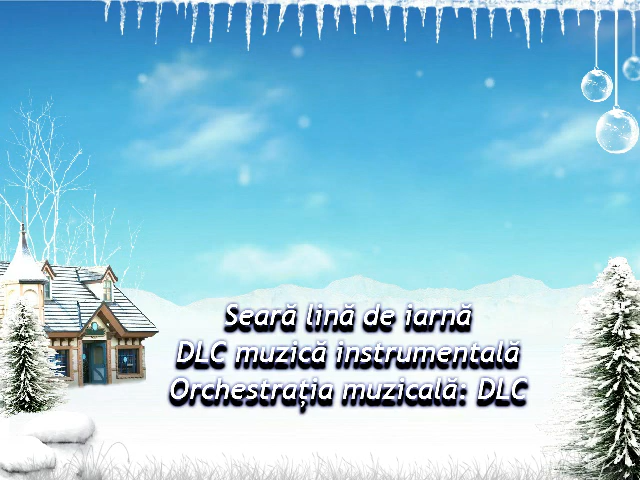 Seară lină de iarnă
DLC muzică instrumentală
Orchestrația muzicală: DLC